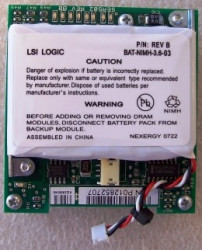 LSI LOGIC
P/N: REV B
BAT-NIMH-3.6-03
CAUTION
Danger of explosion if battery is incorrectly replaced.
Replace only with same or equivalent type recommended
by manufacturer. Dispose of used batteries per
manufacturer's instructions.
WARNING
BEFORE ADDING OR REMOVING DRAM
MODULES, DISCONNECT BATTERY PACK FROM
BACKUP MODULE.
ASSEMBLED IN CHINA
NEXERGY 0722
P012652707